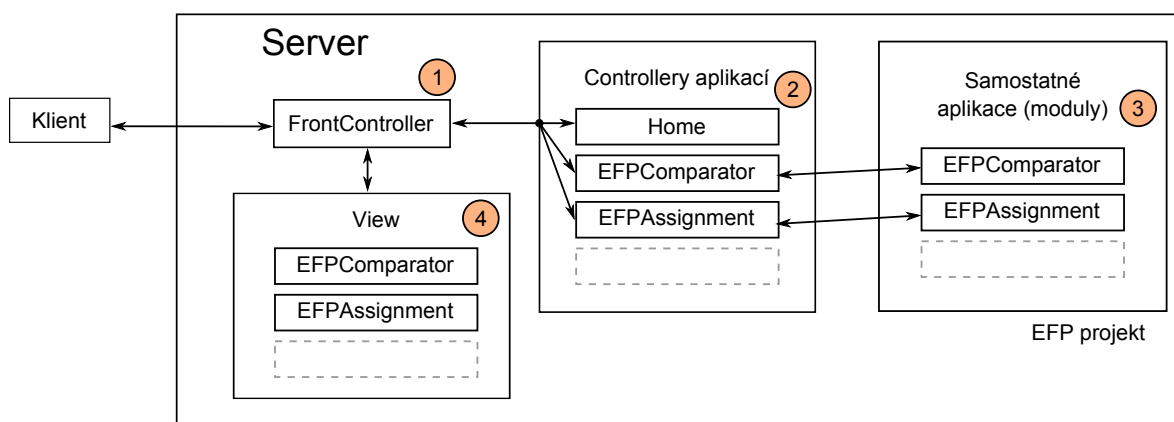 Server
Klient
1
FrontController
Controllery aplikací
2
Home
EFPComparator
EFPAssignment
Samostatné
aplikace (moduly)
3
EFPComparator
EFPAssignment
View
4
EFPComparator
EFPAssignment
EFP projekt